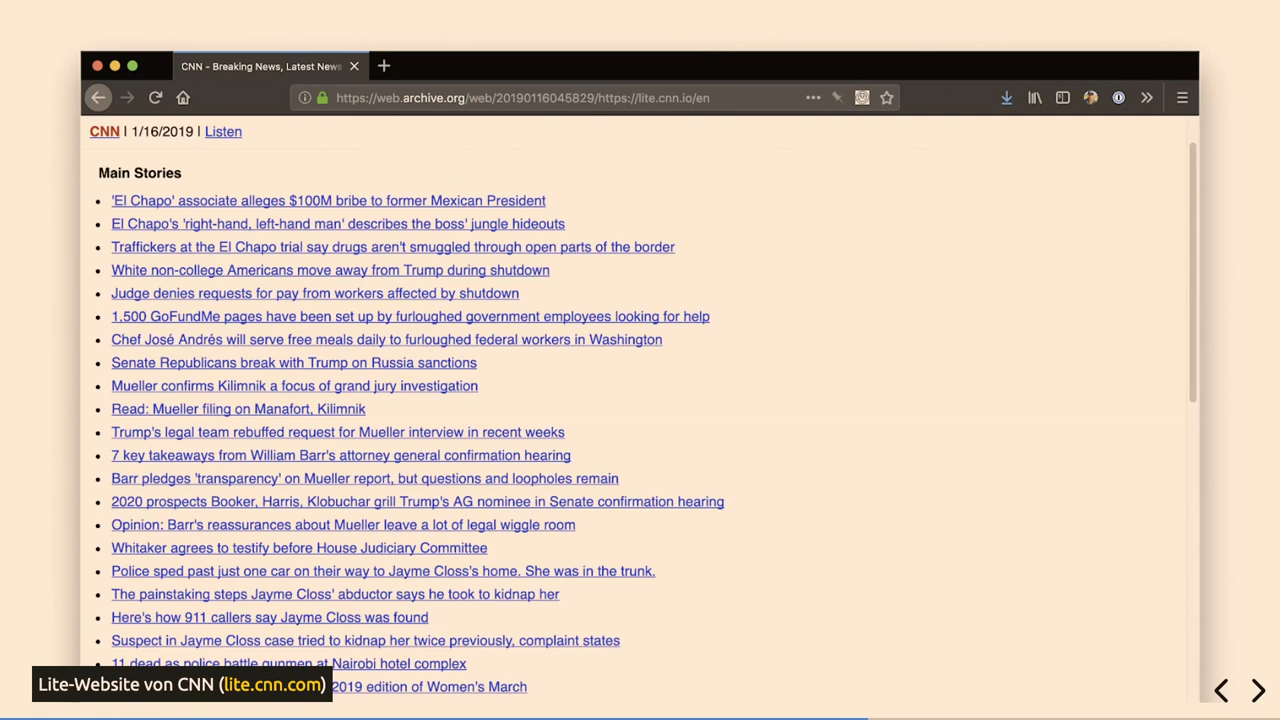 CNN - Breaking News, Latest News
https://web.archive.org/web/20190116045829/https://lite.cnn.io/en
CNN | 1/16/2019 | Listen
Main Stories
'El Chapo' associate alleges $100M bribe to former Mexican President
El Chapo's 'right-hand, left-hand man' describes the boss' jungle hideouts
Traffickers at the El Chapo trial say drugs aren't smuggled through open parts of the border
White non-college Americans move away from Trump during shutdown
Judge denies requests for pay from workers affected by shutdown
1,500 GoFundMe pages have been set up by furloughed government employees looking for help
Chef José Andrés will serve free meals daily to furloughed federal workers in Washington
Senate Republicans break with Trump on Russia sanctions
Mueller confirms Kilimnik a focus of grand jury investigation
Read: Mueller filing on Manafort, Kilimnik
Trump's legal team rebuffed request for Mueller interview in recent weeks
7 key takeaways from William Barr's attorney general confirmation hearing
Barr pledges 'transparency' on Mueller report, but questions and loopholes remain
2020 prospects Booker, Harris, Klobuchar grill Trump's AG nominee in Senate confirmation hearing
Opinion: Barr's reassurances about Mueller leave a lot of legal wiggle room
Whitaker agrees to testify before House Judiciary Committee
Police sped past just one car on their way to Jayme Closs's home. She was in the trunk.
The painstaking steps Jayme Closs' abductor says he took to kidnap her
Here's how 911 callers say Jayme Closs was found
Suspect in Jayme Closs case tried to kidnap her twice previously, complaint states
11 dead as police battle gunmen at Nairobi hotel complex
2019 edition of Women's March
Lite-Website von CNN (lite.cnn.com)